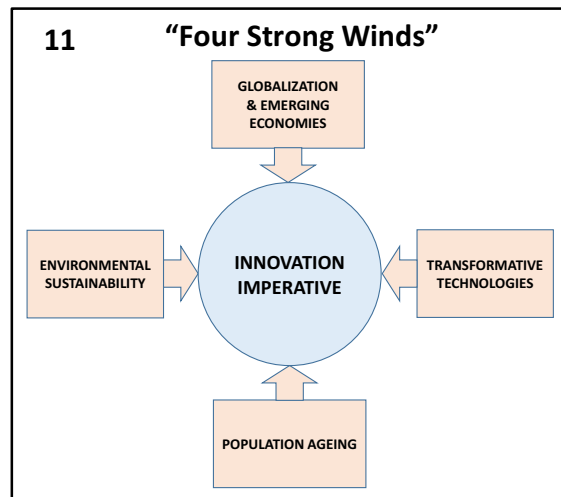 11
“Four Strong Winds”
GLOBALIZATION
& EMERGING
ECONOMIES
ENVIRONMENTAL
SUSTAINABILITY
INNOVATION
IMPERATIVE
TRANSFORMATIVE
TECHNOLOGIES
POPULATION AGEING